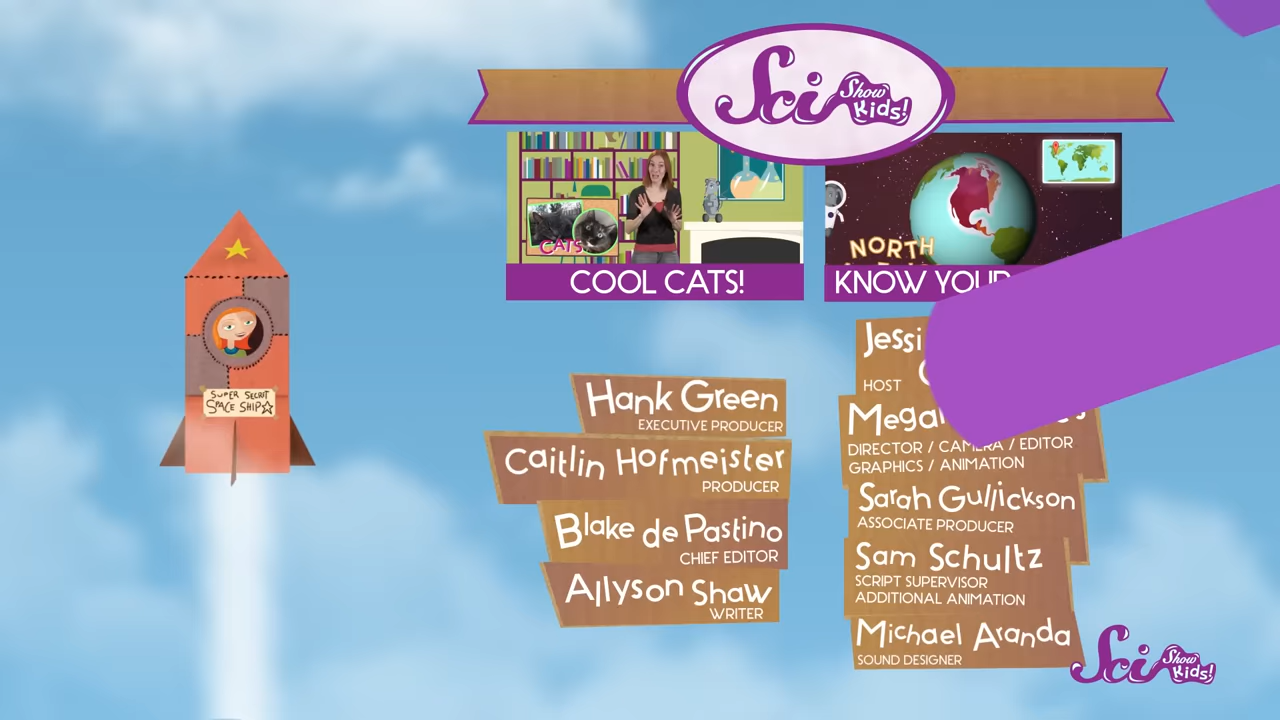 Sci Show Kids!
CATS
NORTH
COOL CATS!
KNOW YOUR
SUPER SECRIT
SPACE SHIP
Hank Green
EXECUTIVE PRODUCER
Caitlin Hofmeister
PRODUCER
Blake de Pastino
CHIEF EDITOR
Allyson Shaw
WRITER
Jessi
HOST
DIRECTOR / CAMERA / EDITOR
GRAPHICS / ANIMATION
Sarah Gullickson
ASSOCIATE PRODUCER
Sam Schultz
SCRIPT SUPERVISOR
ADDITIONAL ANIMATION
Michael Aranda
SOUND DESIGNER
Sci Show Kids!